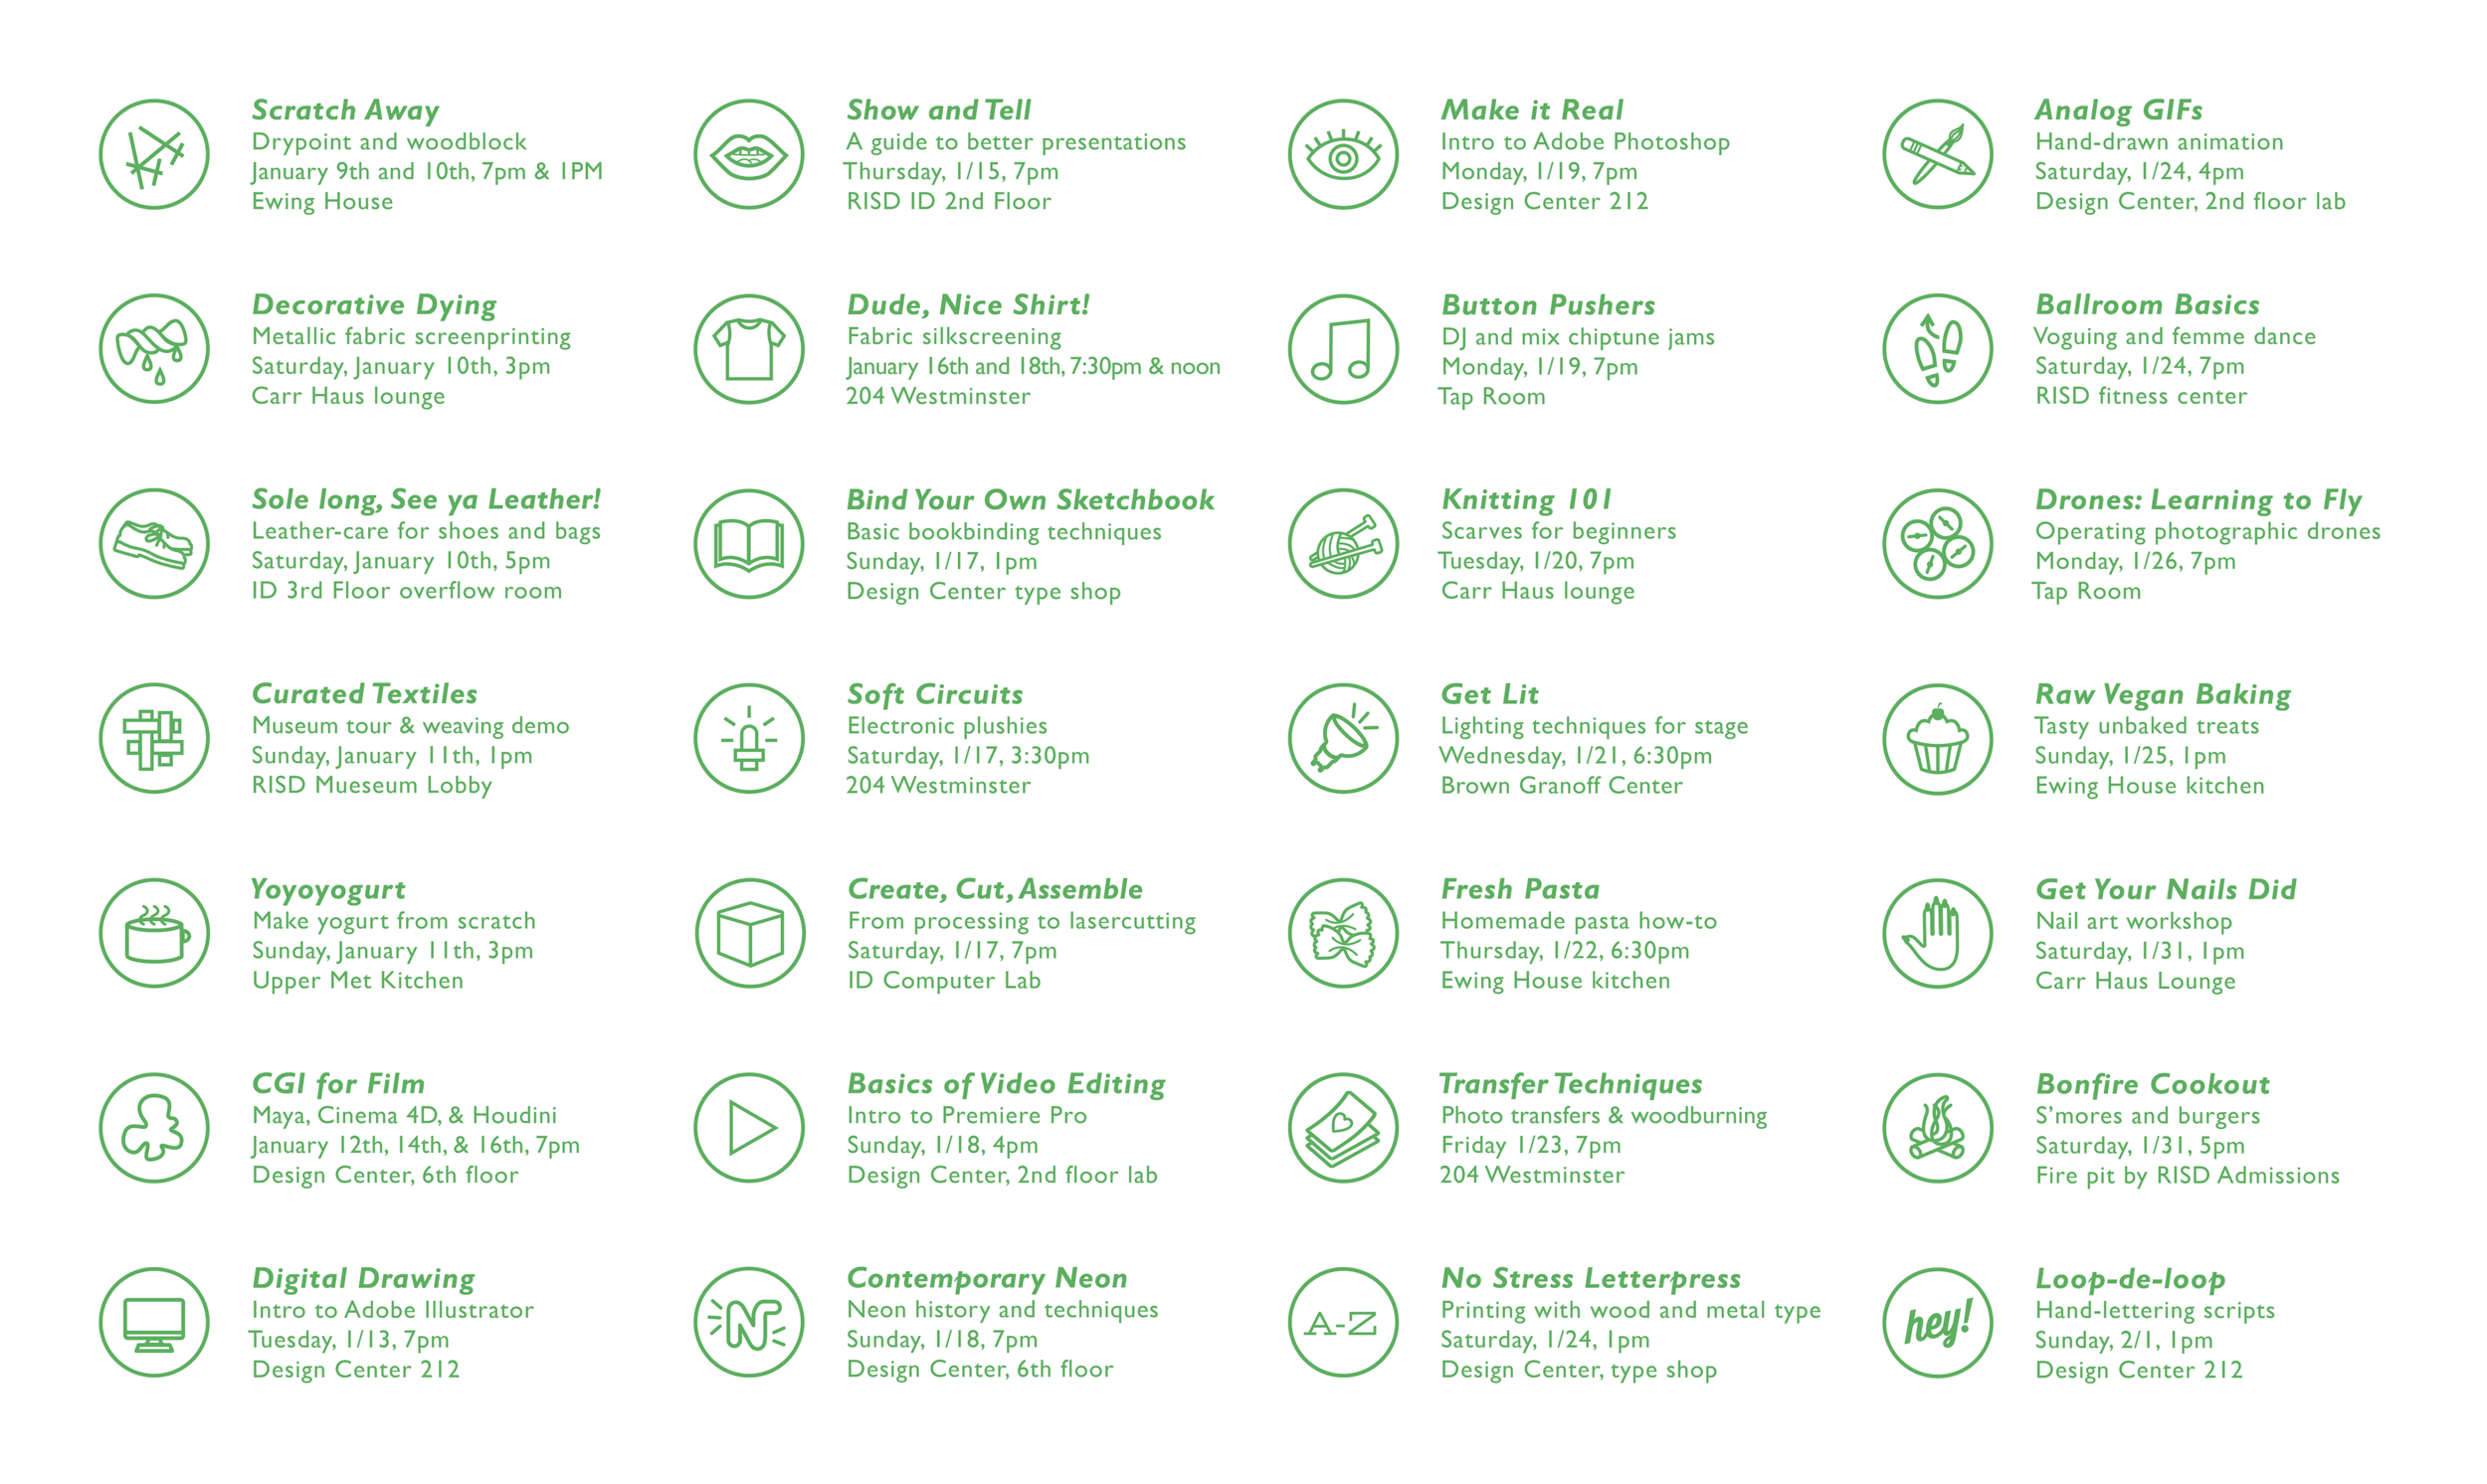 Scratch Away
Drypoint and woodblock
January 9th and 10th, 7pm & 1PM
Ewing House
Decorative Dying
Metallic fabric screenprinting
Saturday, January 10th, 3pm
Carr Haus lounge
Sole long, See ya Leather!
Leather-care for shoes and bags
Saturday, January 10th, 5pm
ID 3rd Floor overflow room
Curated Textiles
Museum tour & weaving demo
Sunday, January 11th, 1pm
RISD Mueseum Lobby
Yoyoyogurt
Make yogurt from scratch
Sunday, January 11th, 3pm
Upper Met Kitchen
CGI for Film
Maya, Cinema 4D, & Houdini
January 12th, 14th, & 16th, 7pm
Design Center, 6th floor
Digital Drawing
Intro to Adobe Illustrator
Tuesday, 1/13, 7pm
Design Center 212
Show and Tell
A guide to better presentations
Thursday, 1/15, 7pm
RISD ID 2nd Floor
Dude, Nice Shirt!
Fabric silkscreening
January 16th and 18th, 7:30pm & noon
204 Westminster
Bind Your Own Sketchbook
Basic bookbinding techniques
Sunday, 1/17, 1pm
Design Center type shop
Soft Circuits
Electronic plushies
Saturday, 1/17, 3:30pm
204 Westminster
Create, Cut, Assemble
From processing to lasercutting
Saturday, 1/17, 7pm
ID Computer Lab
Basics of Video Editing
Intro to Premiere Pro
Sunday, 1/18, 4pm
Design Center, 2nd floor lab
Contemporary Neon
Neon history and techniques
Sunday, 1/18, 7pm
Design Center, 6th floor
Make it Real
Intro to Adobe Photoshop
Monday, 1/19, 7pm
Design Center 212
Button Pushers
DJ and mix chiptune jams
Monday, 1/19, 7pm
Tap Room
Knitting 101
Scarves for beginners
Tuesday, 1/20, 7pm
Carr Haus lounge
Get Lit
Lighting techniques for stage
Wednesday, 1/21, 6:30pm
Brown Granoff Center
Fresh Pasta
Homemade pasta how-to
Thursday, 1/22, 6:30pm
Ewing House kitchen
Transfer Techniques
Photo transfers & woodburning
Friday 1/23, 7pm
204 Westminster
A-Z
No Stress Letterpress
Printing with wood and metal type
Saturday, 1/24, 1pm
Design Center, type shop
Analog GIFs
Hand-drawn animation
Saturday, 1/24, 4pm
Design Center, 2nd floor lab
Ballroom Basics
Voguing and femme dance
Saturday, 1/24, 7pm
RISD fitness center
Drones: Learning to Fly
Operating photographic drones
Monday, 1/26, 7pm
Tap Room
Raw Vegan Baking
Tasty unbaked treats
Sunday, 1/25, 1pm
Ewing House kitchen
Get Your Nails Did
Nail art workshop
Saturday, 1/31, 1pm
Carr Haus Lounge
Bonfire Cookout
S'mores and burgers
Saturday, 1/31, 5pm
Fire pit by RISD Admissions
hey!
Loop-de-loop
Hand-lettering scripts
Sunday, 2/1, 1pm
Design Center 212